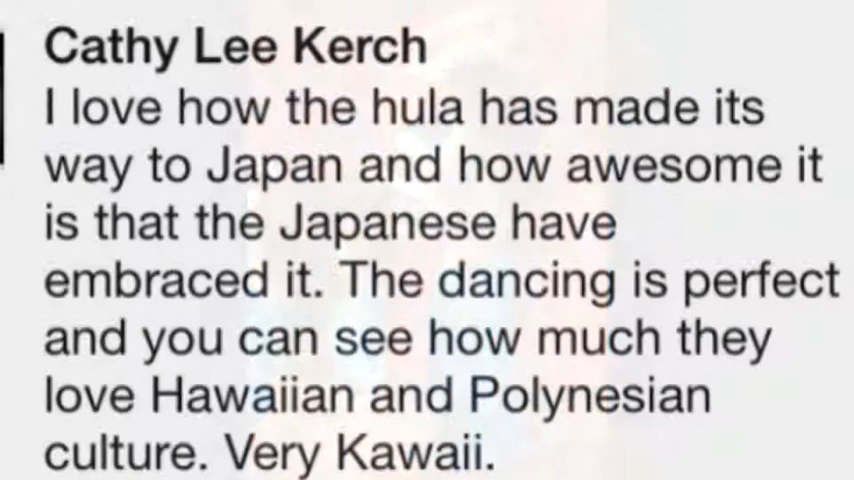 Cathy Lee Kerch
I love how the hula has made its
way to Japan and how awesome it
is that the Japanese have
embraced it. The dancing is perfect
and you can see how much they
love Hawaiian and Polynesian
culture. Very Kawaii.